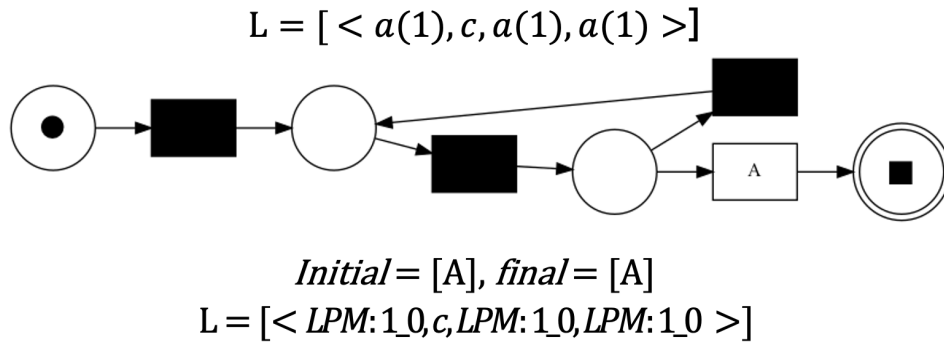 L = [ < a(1), c, a(1), a(1) >]
A
Initial = [A], final = [A]
L = [< LPM: 1_0, c, LPM: 1_0, LPM: 1_0 >]